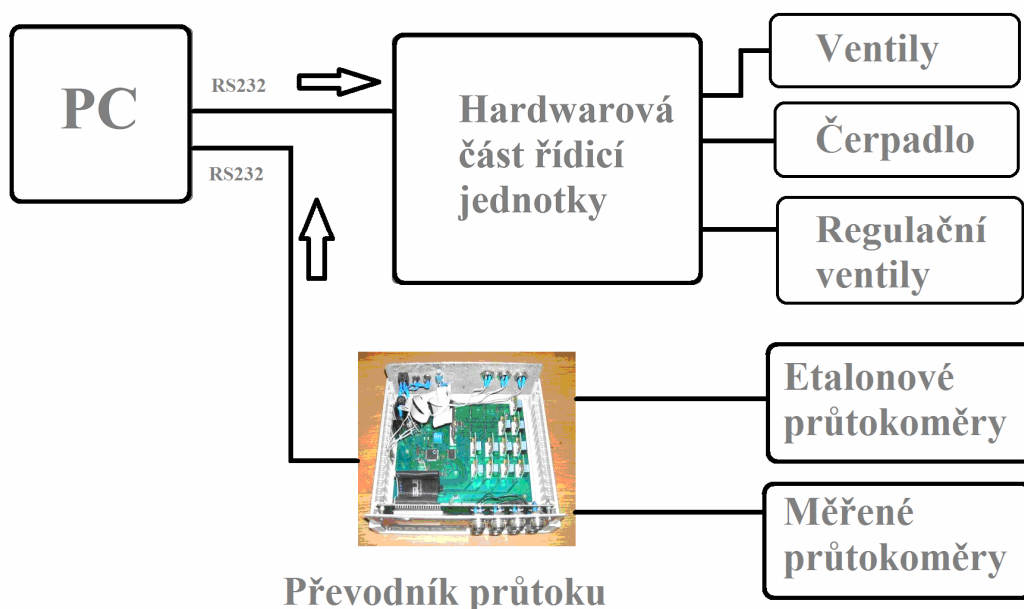 PC
RS232
RS232
Hardwarová
část řídicí
jednotky
Ventily
Čerpadlo
Regulační
ventily
Etalonové
průtokoměry
Měřené
průtokoměry
Převodník průtoku